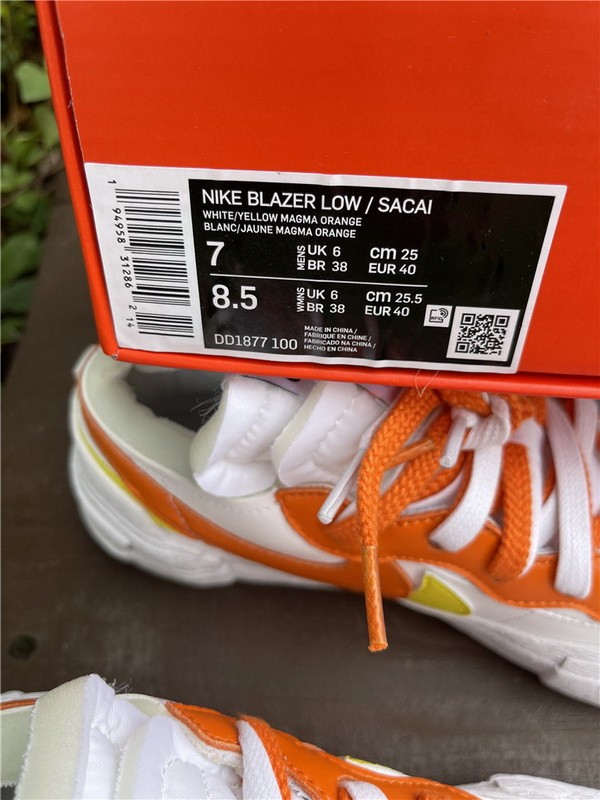 NIKE BLAZER LOW / SACAI
WHITE/YELLOW MAGMA ORANGE
BLANC/JAUNE MAGMA ORANGE
7 MENS UK 6 cm 25
BR 38 EUR 40
8.5 WMNS UK 6 cm 25.5
BR 38 EUR 40
RFID
DD1877 100
MADE IN CHINA /
FABRIQUE EN CHINE /
FABRICADO NA CHINA /
HECHO EN CHINA
1 94958 31286 2 14